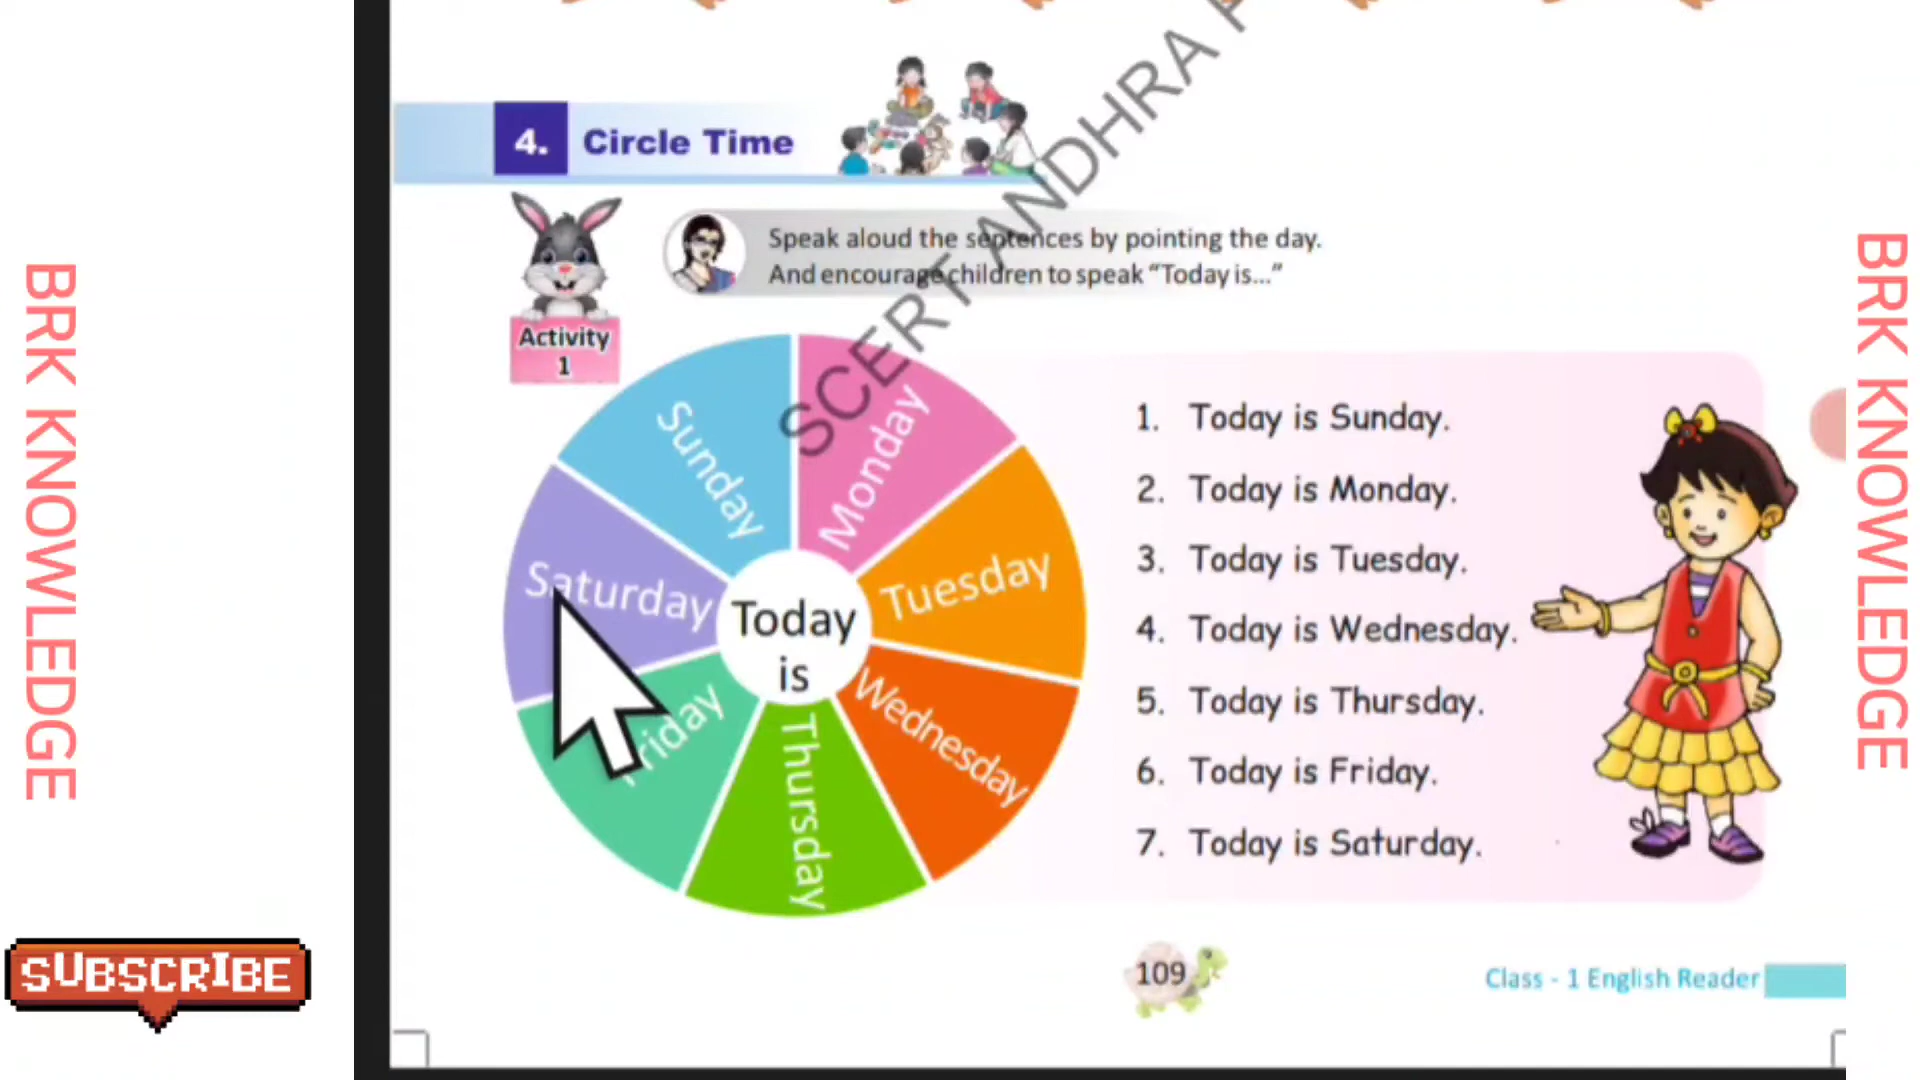 BRK KNOWLEDGE
SUBSCRIBE
4. Circle Time
Activity
1
Speak aloud the sentences by pointing the day.
And encourage children to speak “Today is...”
SCERT ANDHRA
Sunday
Monday
Tuesday
Wednesday
Thursday
Friday
Saturday
Today
is
1. Today is Sunday.
2. Today is Monday.
3. Today is Tuesday.
4. Today is Wednesday.
5. Today is Thursday.
6. Today is Friday.
7. Today is Saturday.
109
Class - 1 English Reader
BRK KNOWLEDGE